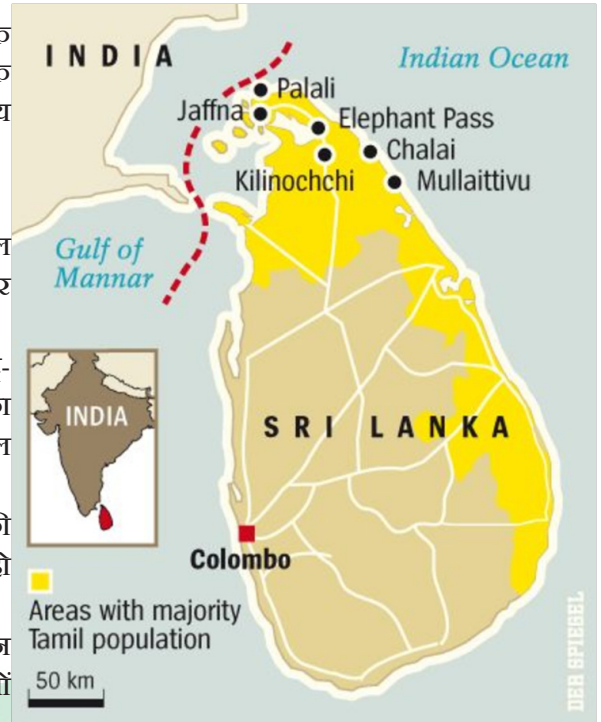 INDIA
Indian Ocean
Palali
Jaffna
Elephant Pass
Chalai
Kilinochchi
Mullaittivu
Gulf of
Mannar
INDIA
SRI LANKA
Colombo
Areas with majority
Tamil population
50 km
DER SPIEGEL